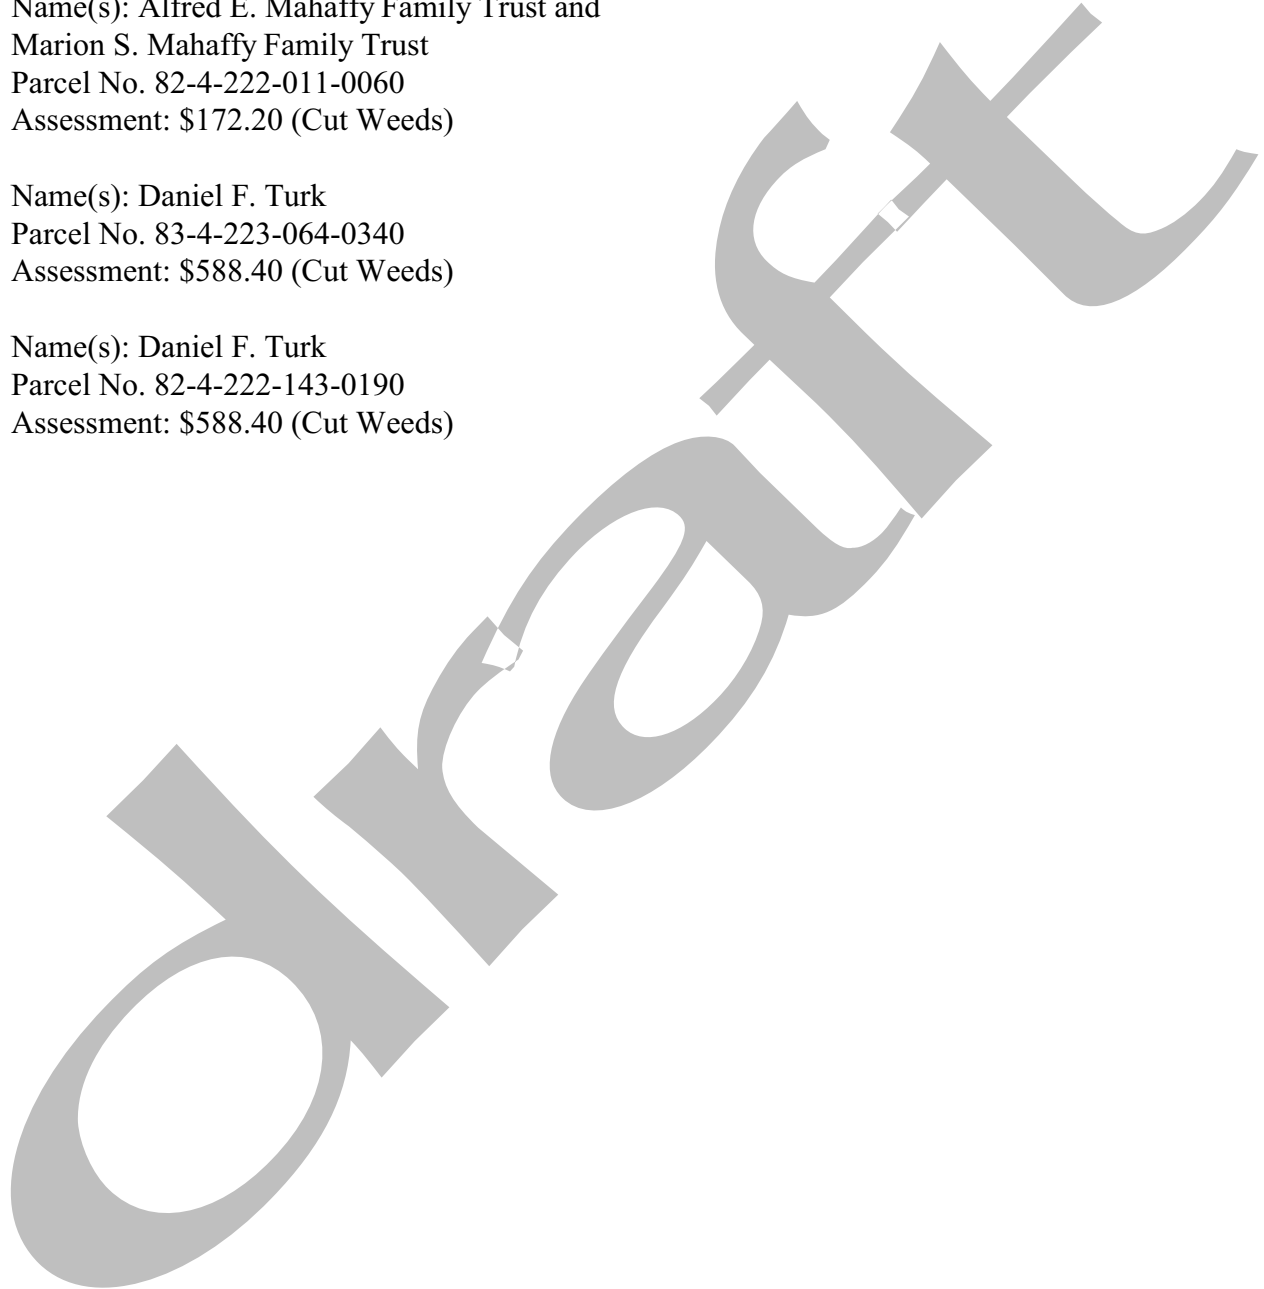 Name(s): Alfred E. Mahaffy Family Trust and
Marion S. Mahaffy Family Trust
Parcel No. 82-4-222-011-0060
Assessment: $172.20 (Cut Weeds)
Name(s): Daniel F. Turk
Parcel No. 83-4-223-064-0340
Assessment: $588.40 (Cut Weeds)
Name(s): Daniel F. Turk
Parcel No. 82-4-222-143-0190
Assessment: $588.40 (Cut Weeds)
draft